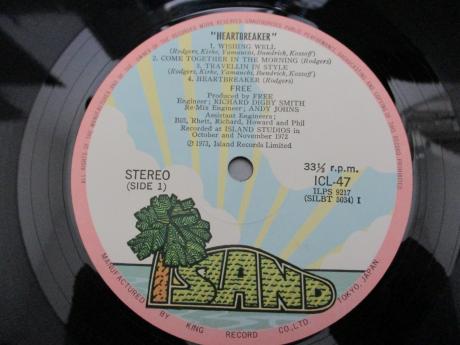 "HEARTBREAKER"
1. WISHING WELL
(Rodgers, Kirke, Yamauchi, Bundrick, Kossoff)
2. COME TOGETHER IN THE MORNING (Rodgers)
3. TRAVELLIN IN STYLE
(Rodgers, Kirke, Yamauchi, Bundrick, Kossoff)
4. HEARTBREAKER (Rodgers)
FREE
Produced by FREE
Engineer; RICHARD DIGBY SMITH
Re-Mix Engineer; ANDY JOHNS
Assistant Engineers;
Bill, Rhett, Richard, Howard and Phil
Recorded at ISLAND STUDIOS in
October and November 1972
℗ 1973, Island Records Limited
STEREO
(SIDE 1)
33⅓ r.p.m.
ICL-47
ILPS 9217
(SILBT 5034) I
ISLAND
MANUFACTURED BY KING RECORD CO., LTD. TOKYO, JAPAN